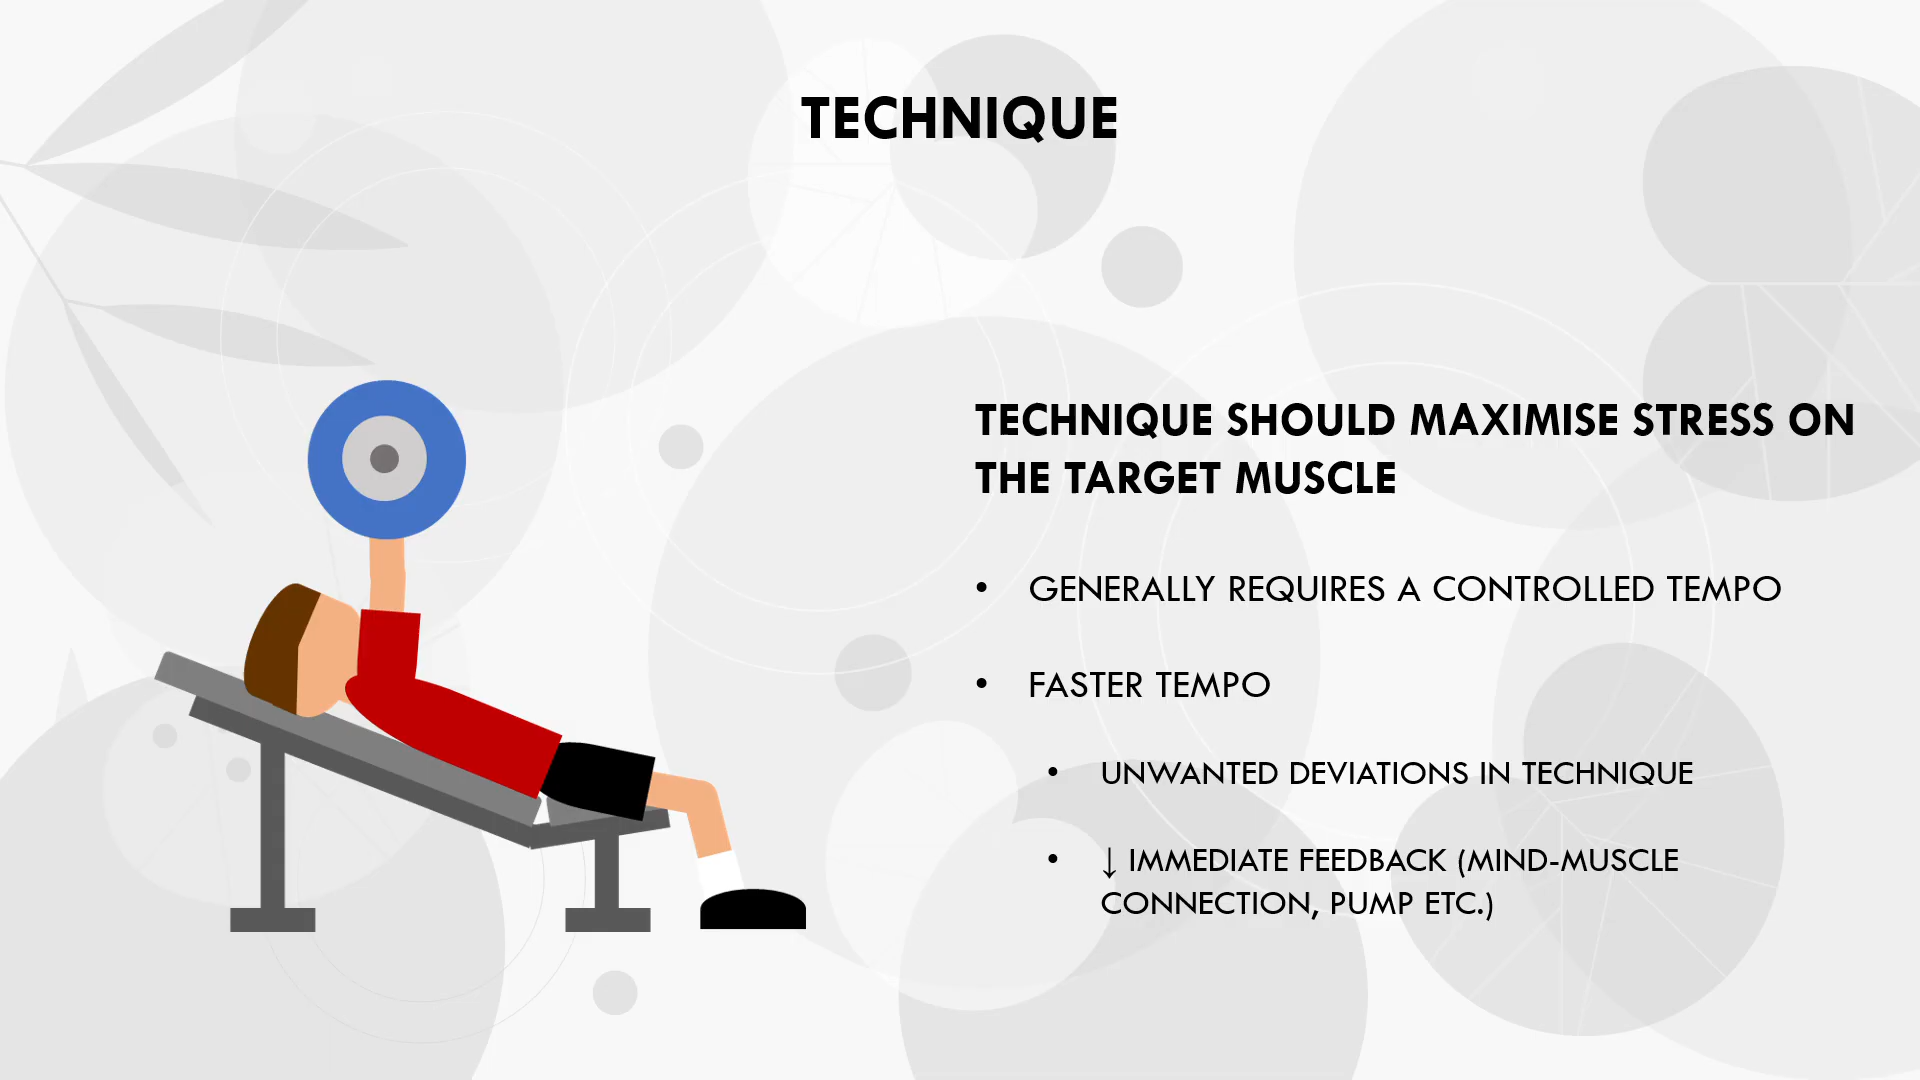 TECHNIQUE
TECHNIQUE SHOULD MAXIMISE STRESS ON
THE TARGET MUSCLE
• GENERALLY REQUIRES A CONTROLLED TEMPO
• FASTER TEMPO
• UNWANTED DEVIATIONS IN TECHNIQUE
• ↓ IMMEDIATE FEEDBACK (MIND-MUSCLE
CONNECTION, PUMP ETC.)